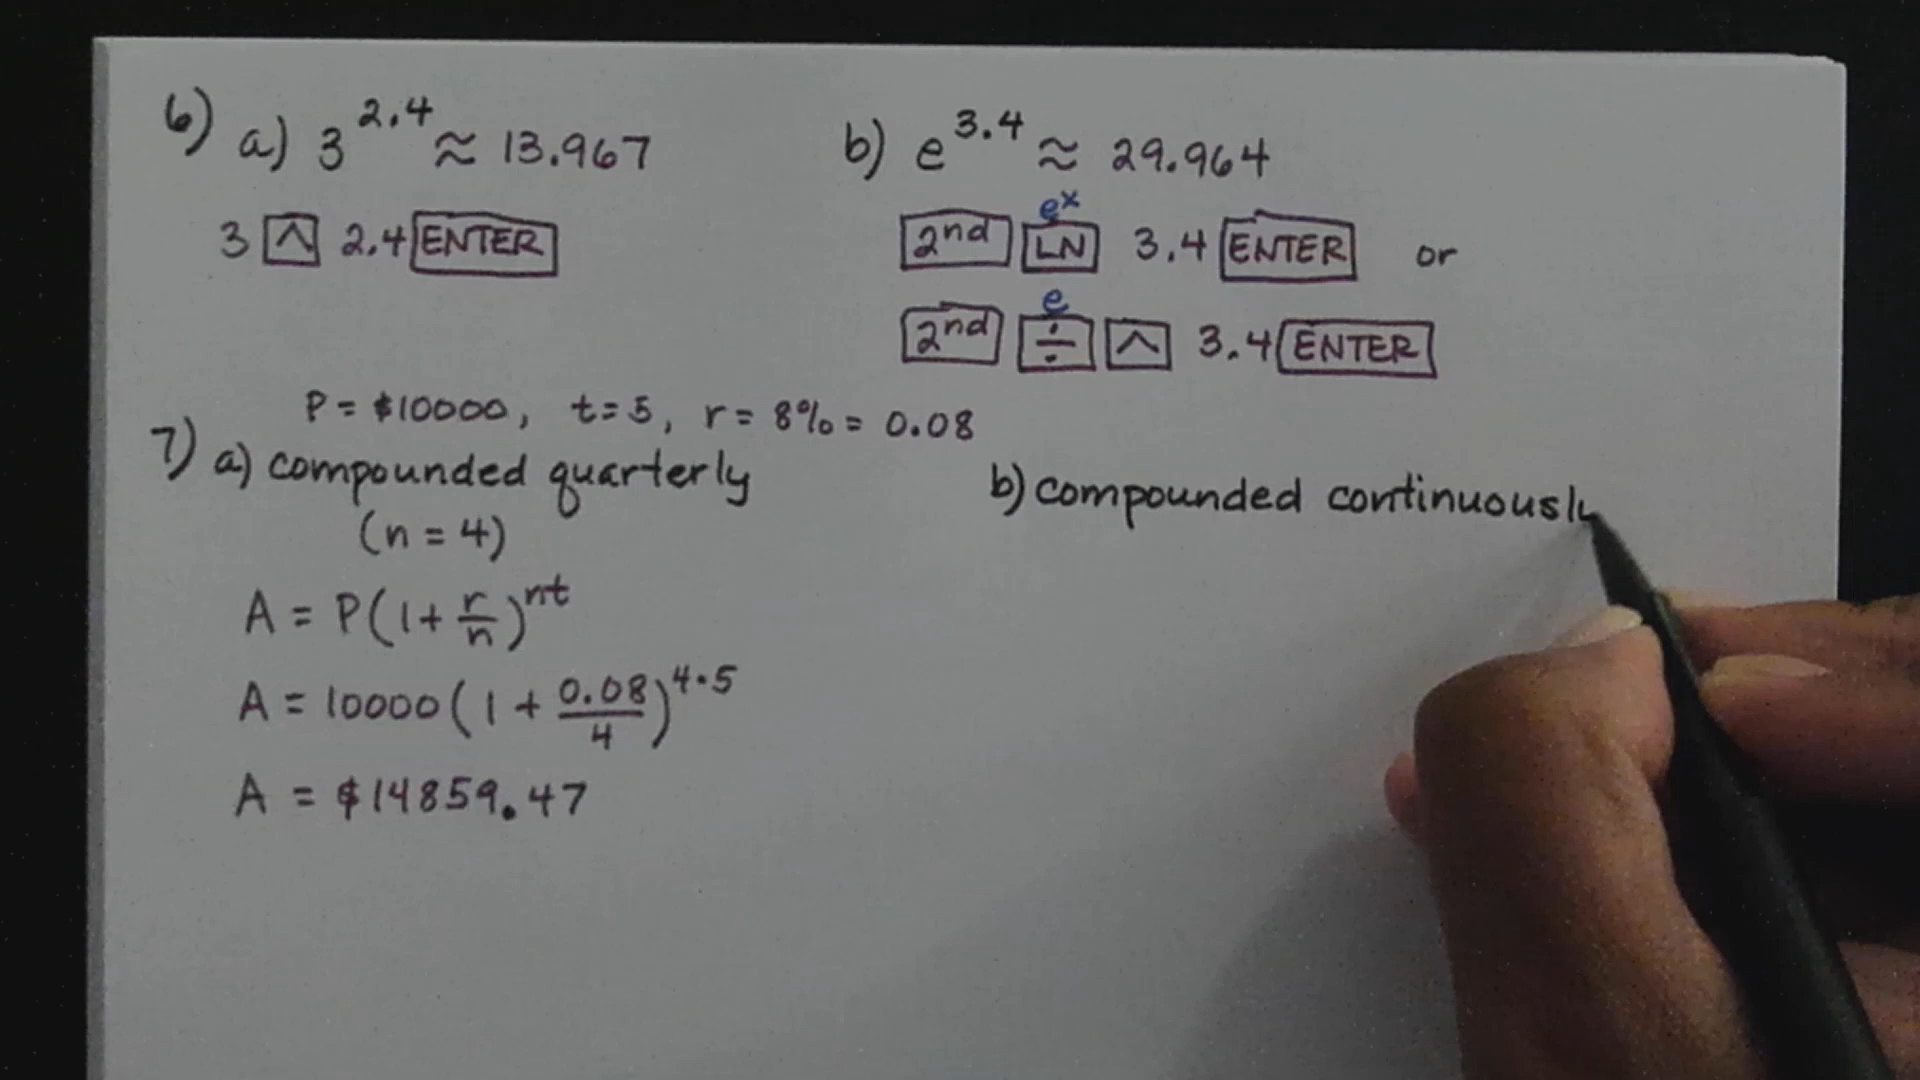 6) a) 3^2.4 ≈ 13.967
3 ^ 2.4 ENTER
b) e^3.4 ≈ 29.964
e^x
2nd LN 3.4 ENTER or
e
2nd ÷ ^ 3.4 ENTER
P = $10000, t = 5, r = 8% = 0.08
7) a) compounded quarterly
(n = 4)
A = P(1 + r/n)^nt
A = 10000(1 + 0.08/4)^4·5
A = $14859.47
b) compounded continuously